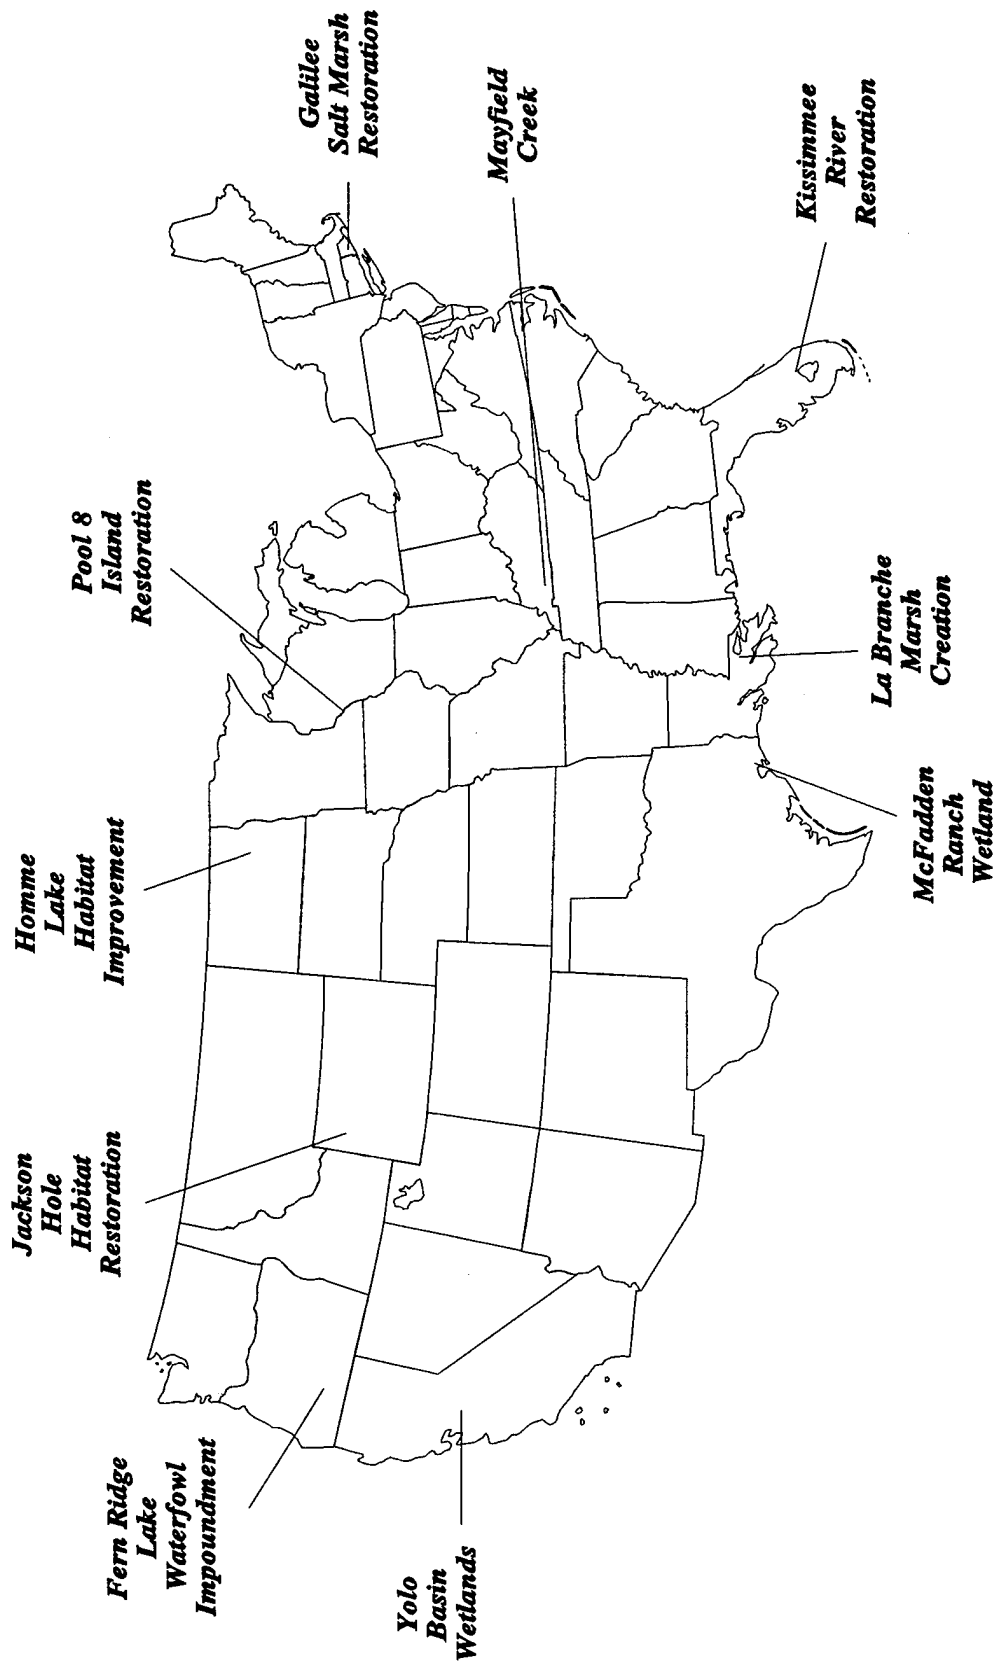 Fern Ridge
Lake
Waterfowl
Impoundment
Jackson
Hole
Habitat
Restoration
Homme
Lake
Habitat
Improvement
Pool 8
Island
Restoration
Galilee
Salt Marsh
Restoration
Mayfield
Creek
Kissimmee
River
Restoration
Yolo
Basin
Wetlands
McFadden
Ranch
Wetland
La Branche
Marsh
Creation